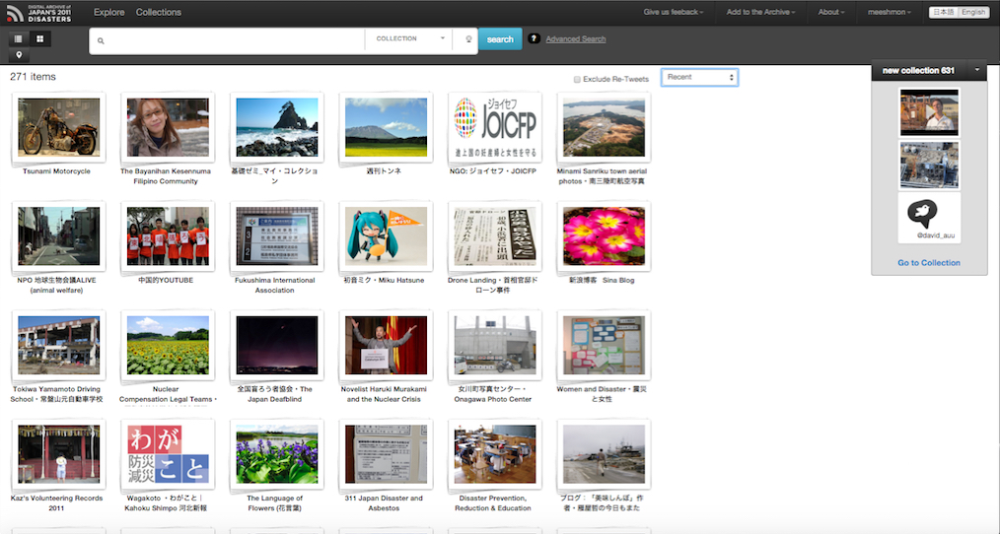 DIGITAL ARCHIVE of
JAPAN'S 2011
DISASTERS
Explore Collections
Give us feeback
Add to the Archive
About
meeshmon
日本語 English
COLLECTION
search
?
Advanced Search
271 items
Exclude Re-Tweets
Recent
new collection 631
ジョイセフ
JOICFP
途上国の妊産婦と女性を守る
Tsunami Motorcycle
The Bayanihan Kesennuma
Filipino Community
基礎ゼミ_マイ・コレクショ
ン
週刊トンネ
NGO: ジョイセフ・JOICFP
Minami Sanriku town aerial
photos・南三陸町航空写真
@david_auu
Go to Collection
NPO 地球生物会議ALIVE
(animal welfare)
中国的YOUTUBE
Fukushima International
Association
初音ミク・Miku Hatsune
Drone Landing・首相官邸ド
ローン事件
新浪博客 Sina Blog
Tokiwa Yamamoto Driving
School・常盤山元自動車学校
Nuclear
Compensation Legal Teams・
全国盲ろう者協会・The
Japan Deafblind
Novelist Haruki Murakami
and the Nuclear Crisis
女川町写真センター・
Onagawa Photo Center
Women and Disaster・震災
と女性
わが
防災
減災
こと
Kaz's Volunteering Records
2011
Wagakoto ・わがこと｜
Kahoku Shimpo 河北新報
The Language of
Flowers (花言葉)
311 Japan Disaster and
Asbestos
Disaster Prevention,
Reduction & Education
ブログ：「美味しんぼ」作
者・雁屋哲の今日もまた